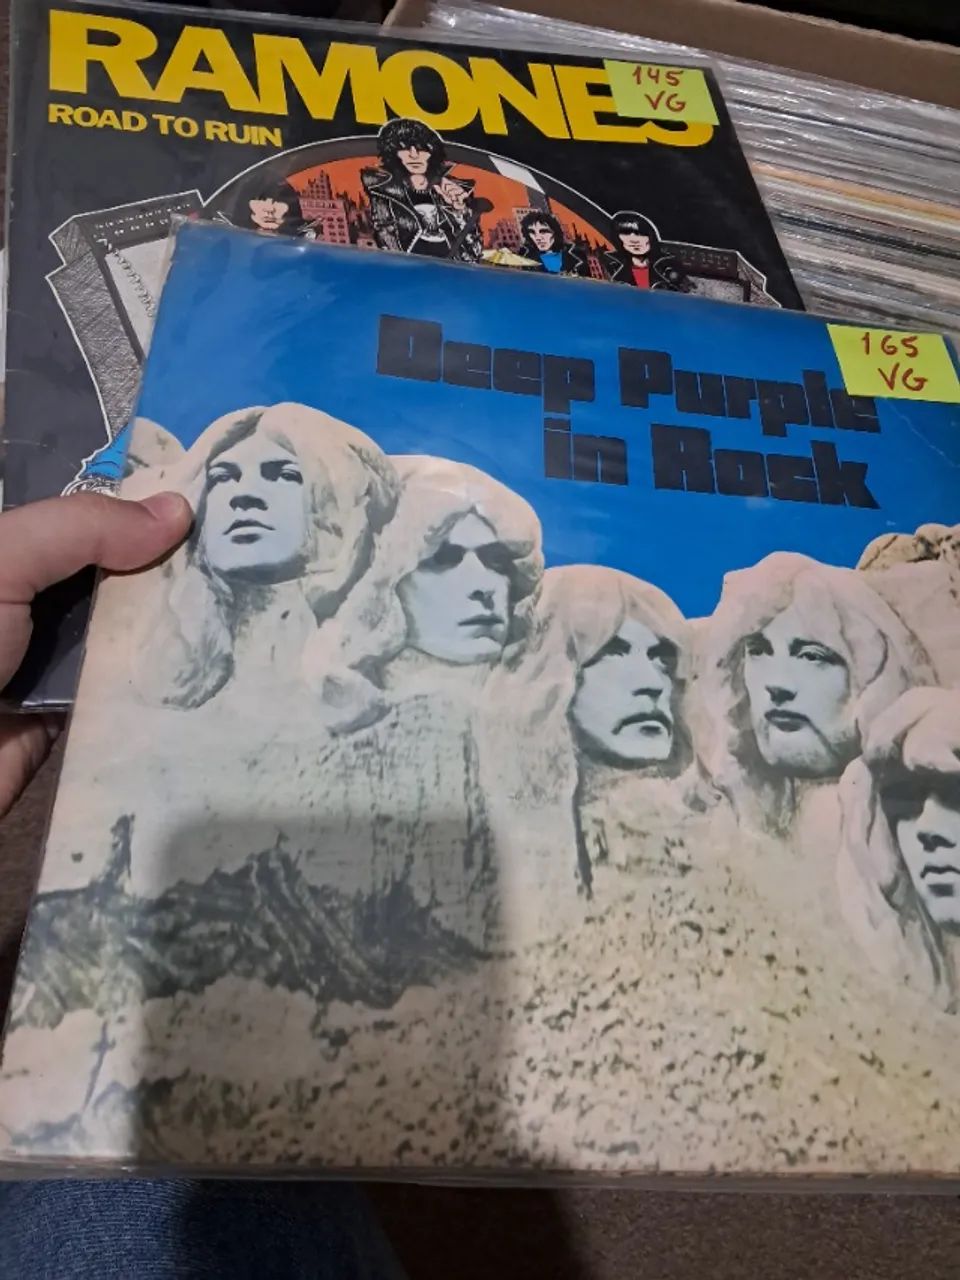 RAMONES
ROAD TO RUIN
145
VG
Deep Purple
in Rock
165
VG